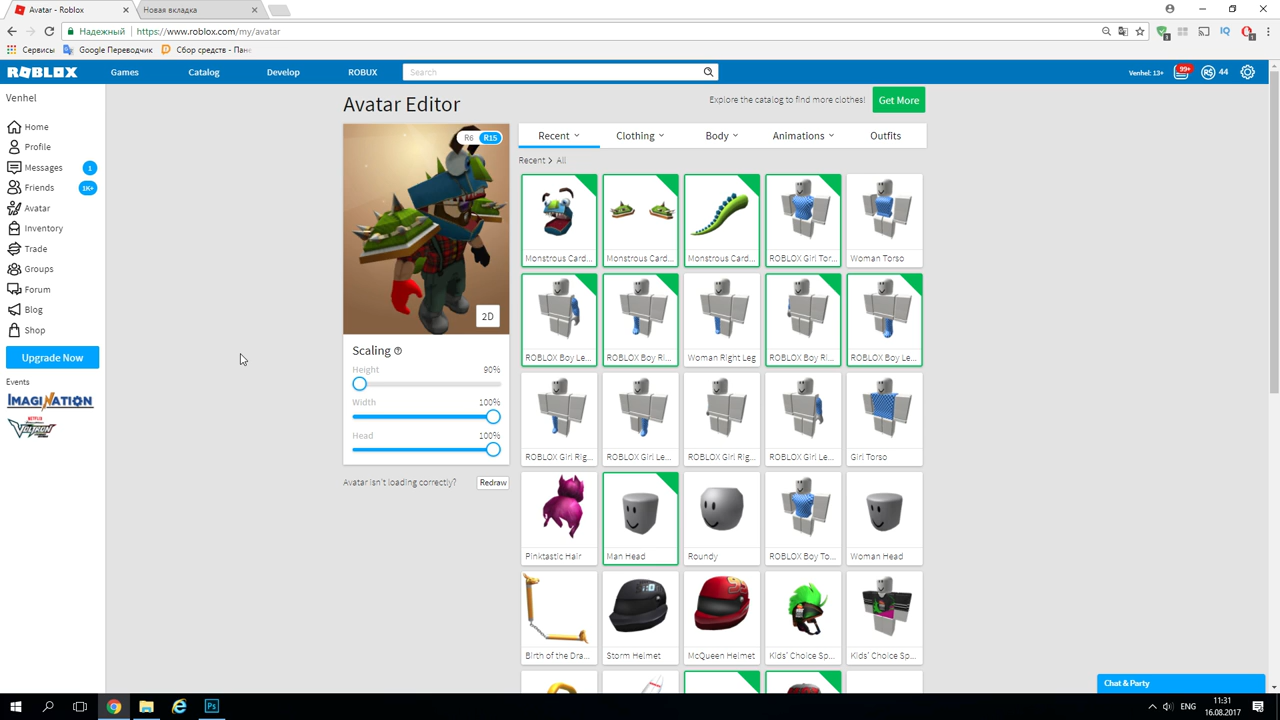 Avatar - Roblox
Новая вкладка
Надежный
https://www.roblox.com/my/avatar
Сервисы
Google Переводчик
Сбор средств - Пане
ROBLOX
Games
Catalog
Develop
ROBUX
Search
Venhel: 13+
99+
R$ 44
Venhel
Home
Profile
Messages 1
Friends 1K+
Avatar
Inventory
Trade
Groups
Forum
Blog
Shop
Upgrade Now
Events
IMAGINATION
NETFLIX
VOLTRON
Avatar Editor
Explore the catalog to find more clothes!
Get More
R6 R15
2D
Scaling
Height 90%
Width 100%
Head 100%
Avatar isn't loading correctly?
Redraw
Recent
Clothing
Body
Animations
Outfits
Recent > All
Monstrous Card...
Monstrous Card...
Monstrous Card...
ROBLOX Girl Tor...
Woman Torso
ROBLOX Boy Le...
ROBLOX Boy Ri...
Woman Right Leg
ROBLOX Boy Ri...
ROBLOX Boy Le...
ROBLOX Girl Rig...
ROBLOX Girl Le...
ROBLOX Girl Rig...
ROBLOX Girl Le...
Girl Torso
Pinktastic Hair
Man Head
Roundy
ROBLOX Boy To...
Woman Head
Birth of the Dra...
Storm Helmet
McQueen Helmet
Kids' Choice Sp...
Kids' Choice Sp...
Chat & Party
Ps
ENG
11:31
16.08.2017